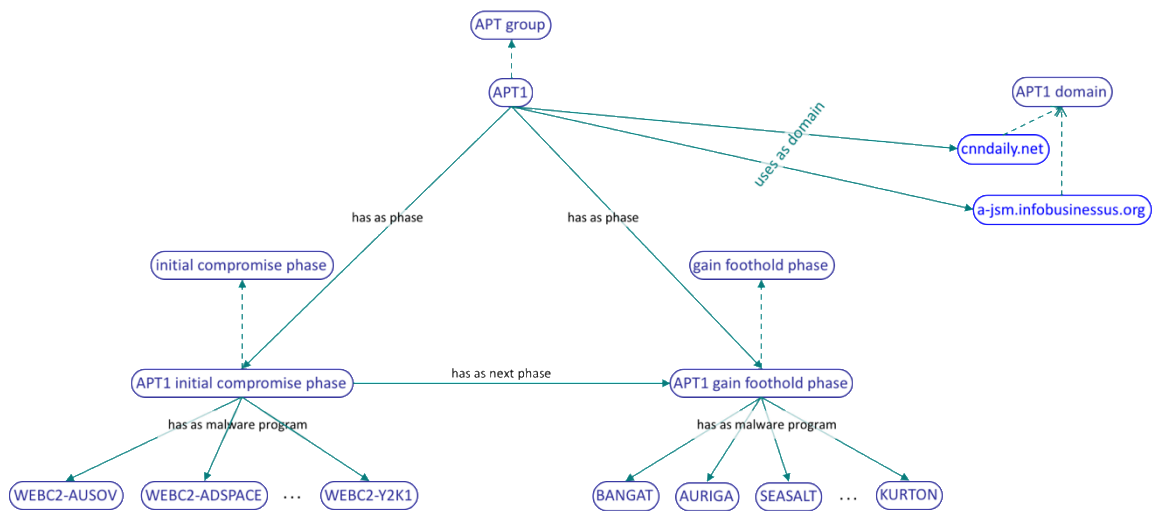 APT group
APT1
APT1 domain
uses as domain
cnndaily.net
a-jsm.infobusinessus.org
has as phase
has as phase
initial compromise phase
gain foothold phase
APT1 initial compromise phase
has as next phase
APT1 gain foothold phase
has as malware program
has as malware program
WEBC2-AUSOV
WEBC2-ADSPACE
...
WEBC2-Y2K1
BANGAT
AURIGA
SEASALT
...
KURTON